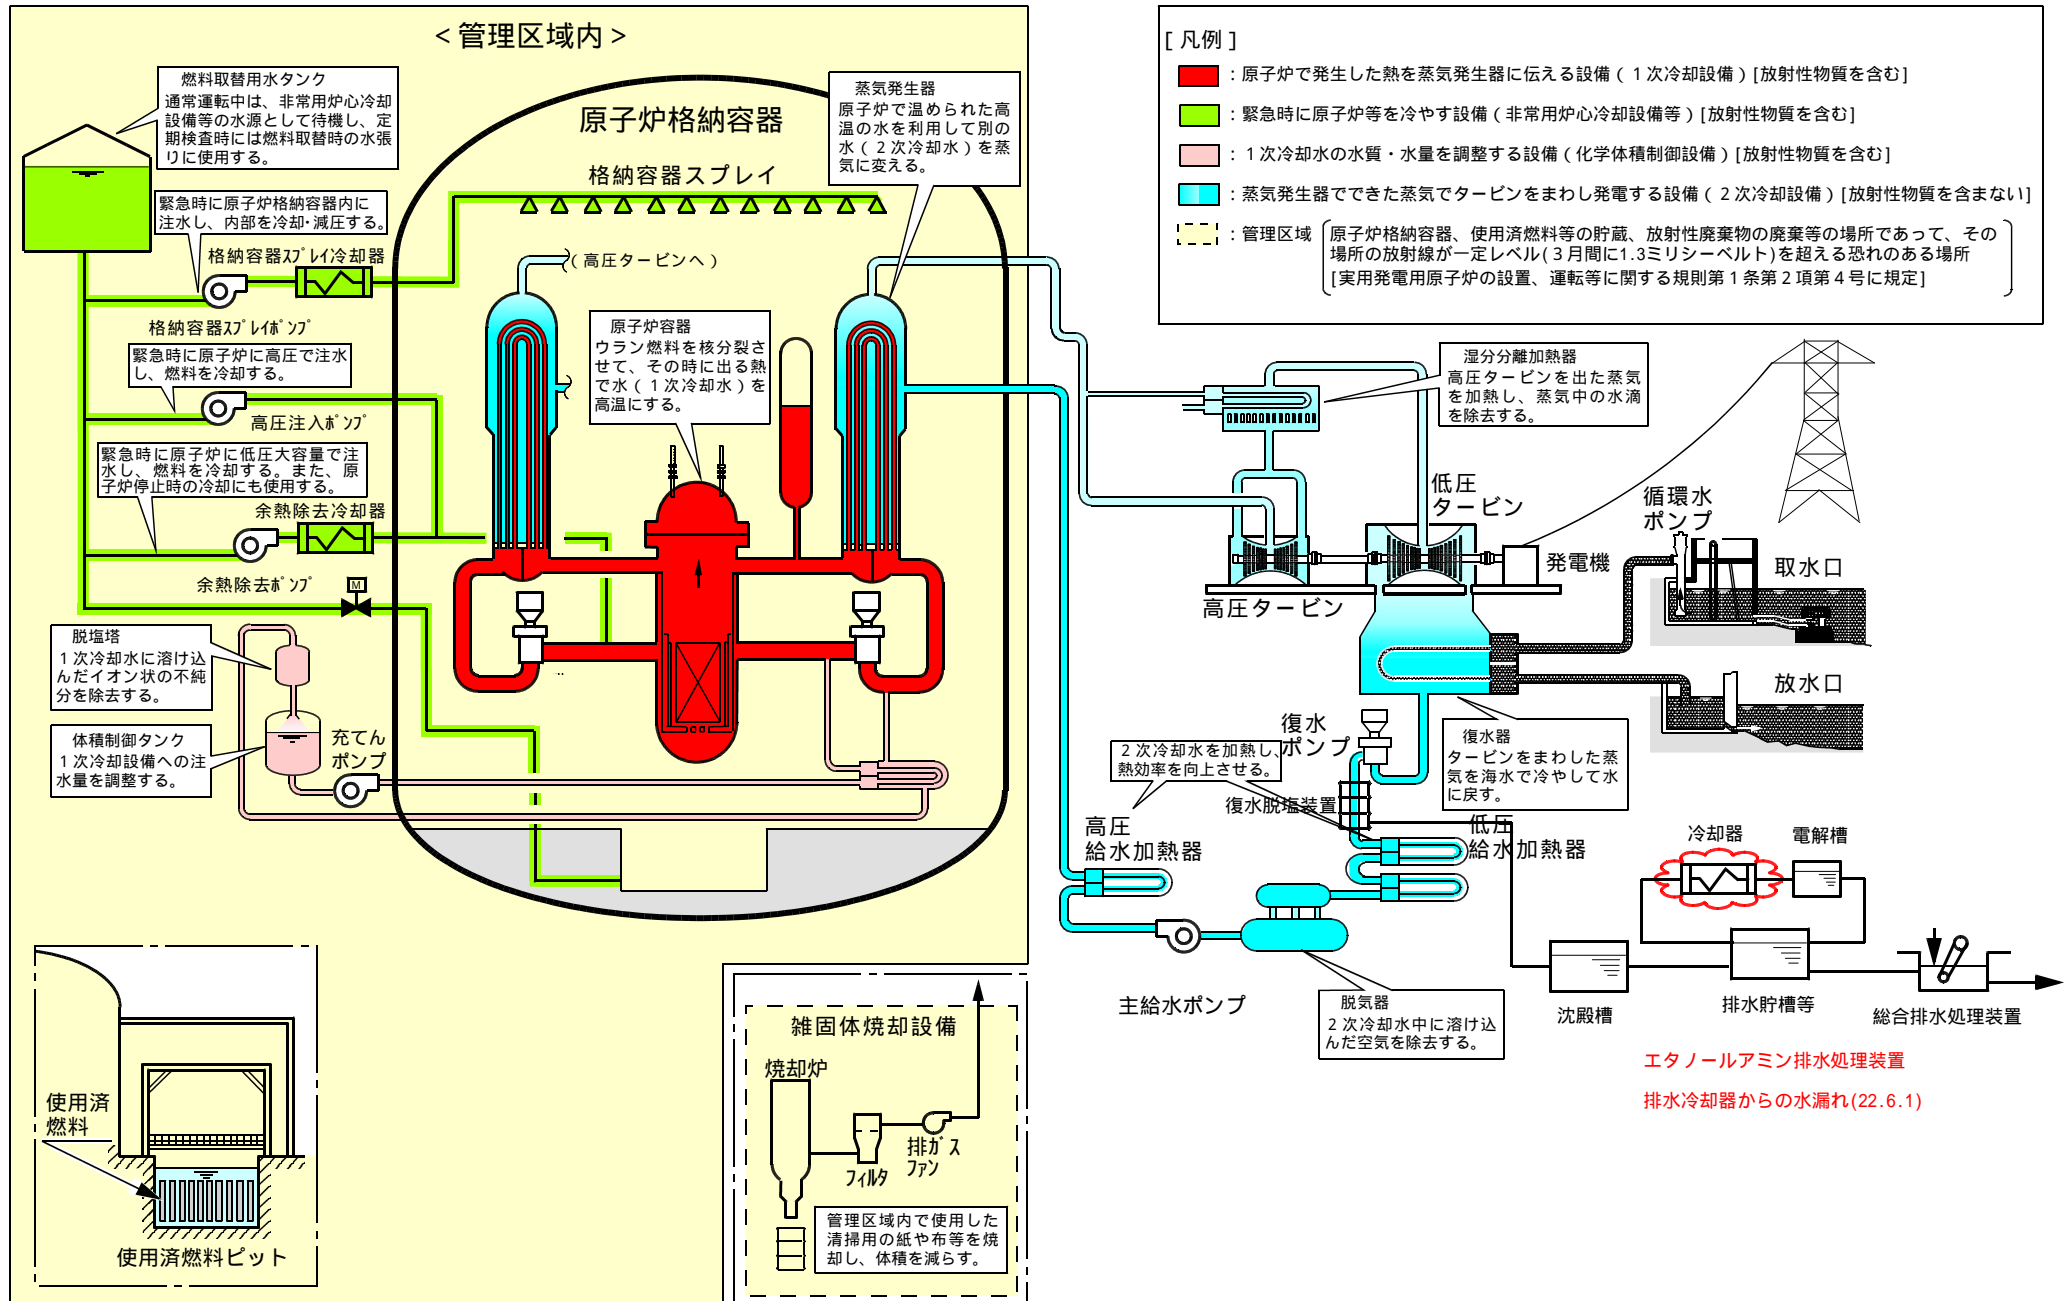 ＜管理区域内＞
燃料取替用水タンク
通常運転中は、非常用炉心冷却
設備等の水源として待機し、定
期検査時には燃料取替時の水張
りに使用する。
緊急時に原子炉格納容器内に
注水し、内部を冷却・減圧する。
格納容器ｽﾌﾟﾚｲ冷却器
格納容器ｽﾌﾟﾚｲﾎﾟﾝﾌﾟ
緊急時に原子炉に高圧で注水
し、燃料を冷却する。
高圧注入ﾎﾟﾝﾌﾟ
緊急時に原子炉に低圧大容量で注
水し、燃料を冷却する。また、原
子炉停止時の冷却にも使用する。
余熱除去冷却器
余熱除去ﾎﾟﾝﾌﾟ
M
脱塩塔
１次冷却水に溶け込
んだイオン状の不純
分を除去する。
体積制御タンク
１次冷却設備への注
水量を調整する。
充てん
ポンプ
原子炉格納容器
格納容器スプレイ
（高圧タービンへ）
蒸気発生器
原子炉で温められた高
温の水を利用して別の
水（２次冷却水）を蒸
気に変える。
原子炉容器
ウラン燃料を核分裂さ
せて、その時に出る熱
で水（１次冷却水）を
高温にする。
使用済
燃料
使用済燃料ピット
雑固体焼却設備
焼却炉
フィルタ
排ｶﾞｽ
ファン
管理区域内で使用した
清掃用の紙や布等を焼
却し、体積を減らす。
[凡例]
：原子炉で発生した熱を蒸気発生器に伝える設備（１次冷却設備）[放射性物質を含む]
：緊急時に原子炉等を冷やす設備（非常用炉心冷却設備等）[放射性物質を含む]
：１次冷却水の水質・水量を調整する設備（化学体積制御設備）[放射性物質を含む]
：蒸気発生器でできた蒸気でタービンをまわし発電する設備（２次冷却設備）[放射性物質を含まない]
：管理区域
原子炉格納容器、使用済燃料等の貯蔵、放射性廃棄物の廃棄等の場所であって、その
場所の放射線が一定レベル(３月間に1.3ミリシーベルト)を超える恐れのある場所
[実用発電用原子炉の設置、運転等に関する規則第１条第２項第４号に規定]
湿分分離加熱器
高圧タービンを出た蒸気
を加熱し、蒸気中の水滴
を除去する。
低圧
タービン
高圧タービン
発電機
循環水
ポンプ
取水口
放水口
復水
ポンプ
復水器
タービンをまわした蒸
気を海水で冷やして水
に戻す。
２次冷却水を加熱し、
熱効率を向上させる。
復水脱塩装置
高圧
給水加熱器
低圧
給水加熱器
主給水ポンプ
脱気器
２次冷却水中に溶け込
んだ空気を除去する。
冷却器
電解槽
沈殿槽
排水貯槽等
総合排水処理装置
エタノールアミン排水処理装置
排水冷却器からの水漏れ(22.6.1)